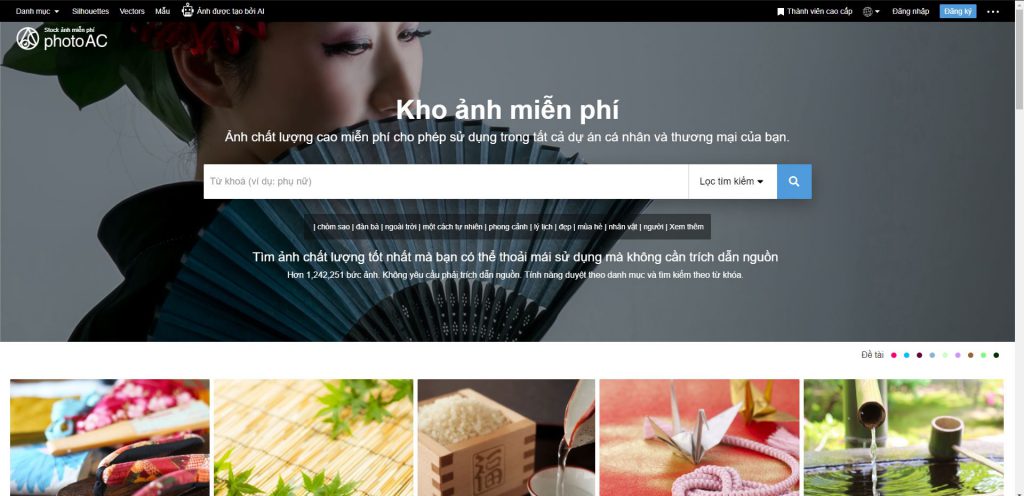 Danh mục Silhouettes Vectors Mẫu Ảnh được tạo bởi AI Thành viên cao cấp Đăng nhập Đăng ký
Stock ảnh miễn phí
photoAC
Kho ảnh miễn phí
Ảnh chất lượng cao miễn phí cho phép sử dụng trong tất cả dự án cá nhân và thương mại của bạn.
Từ khoá (ví dụ: phụ nữ) Lọc tìm kiếm
| chòm sao | đàn bà | ngoài trời | một cách tự nhiên | phong cảnh | lý lịch | đẹp | mùa hè | nhân vật | người | Xem thêm
Tìm ảnh chất lượng tốt nhất mà bạn có thể thoải mái sử dụng mà không cần trích dẫn nguồn
Hơn 1,242,251 bức ảnh. Không yêu cầu phải trích dẫn nguồn. Tính năng duyệt theo danh mục và tìm kiếm theo từ khóa.
Đề tài